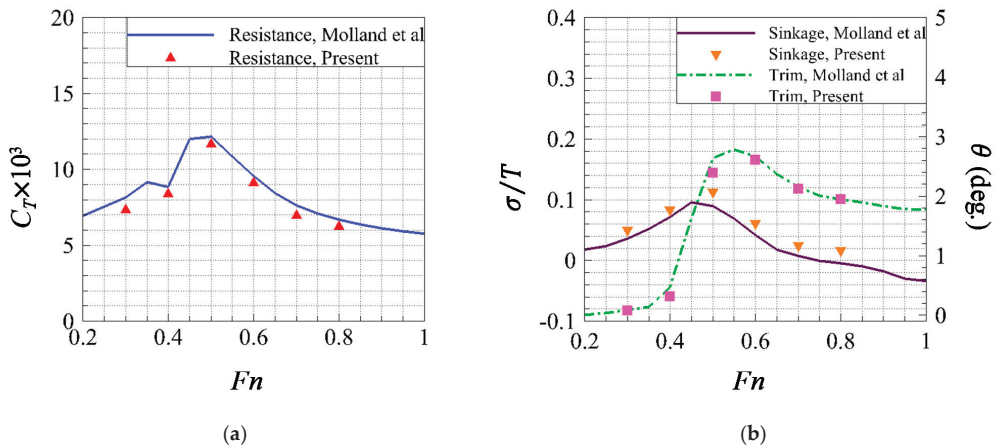 Resistance, Molland et al
Resistance, Present
20
15
10
5
0
C_T×10³
0.2 0.4 0.6 0.8 1
Fn
(a)
Sinkage, Molland et al
Sinkage, Present
Trim, Molland et al
Trim, Present
0.4
0.3
0.2
0.1
0
-0.1
σ/T
5
4
3
2
1
0
θ (deg.)
0.2 0.4 0.6 0.8 1
Fn
(b)